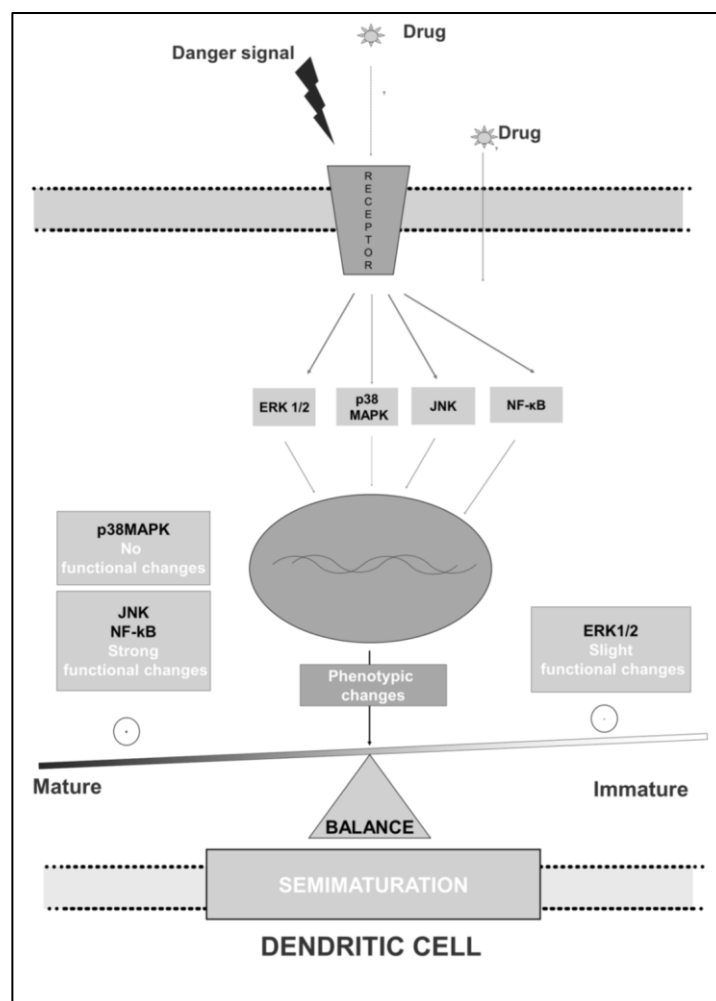 Drug
Danger signal
Drug
RECEPTOR
ERK 1/2
p38
MAPK
JNK
NF-κB
p38MAPK
No
functional changes
JNK
NF-kB
Strong
functional changes
ERK1/2
Slight
functional changes
Phenotypic
changes
Mature
Immature
BALANCE
SEMIMATURATION
DENDRITIC CELL